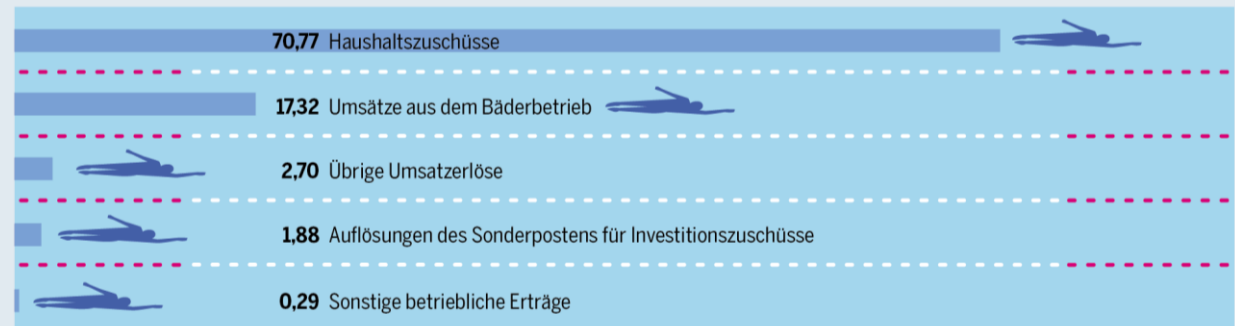 70,77 Haushaltszuschüsse
17,32 Umsätze aus dem Bäderbetrieb
2,70 Übrige Umsatzerlöse
1,88 Auflösungen des Sonderpostens für Investitionszuschüsse
0,29 Sonstige betriebliche Erträge